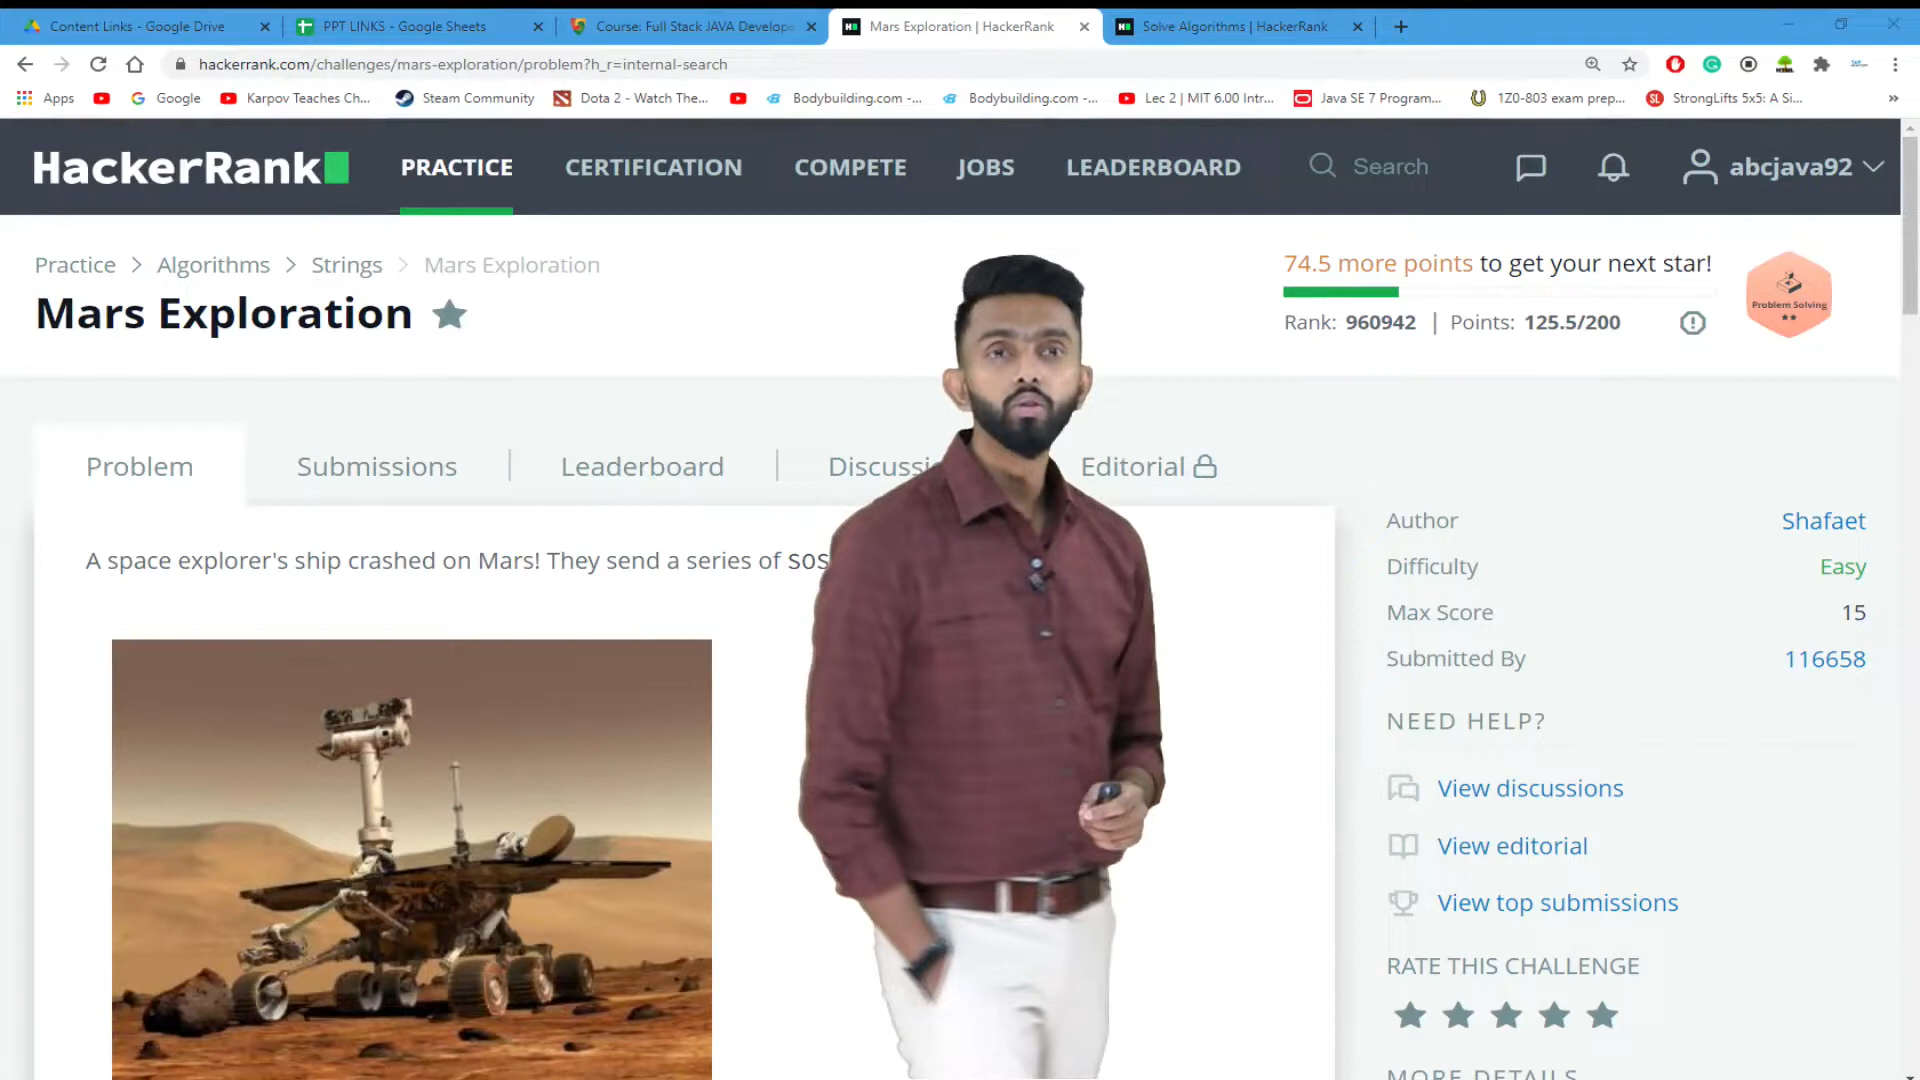 Content Links - Google Drive
PPT LINKS - Google Sheets
Course: Full Stack JAVA Develope
Mars Exploration | HackerRank
Solve Algorithms | HackerRank
hackerrank.com/challenges/mars-exploration/problem?h_r=internal-search
Apps
Google
Karpov Teaches Ch...
Steam Community
Dota 2 - Watch The...
Bodybuilding.com -...
Bodybuilding.com -...
Lec 2 | MIT 6.00 Intr...
Java SE 7 Program...
1Z0-803 exam prep...
StrongLifts 5x5: A Si...
HackerRank
PRACTICE
CERTIFICATION
COMPETE
JOBS
LEADERBOARD
Search
abcjava92
Practice > Algorithms > Strings > Mars Exploration
Mars Exploration
74.5 more points to get your next star!
Rank: 960942 | Points: 125.5/200
Problem Solving
Problem
Submissions
Leaderboard
Discussi
Editorial
A space explorer's ship crashed on Mars! They send a series of SOS
Author Shafaet
Difficulty Easy
Max Score 15
Submitted By 116658
NEED HELP?
View discussions
View editorial
View top submissions
RATE THIS CHALLENGE
MORE DETAILS